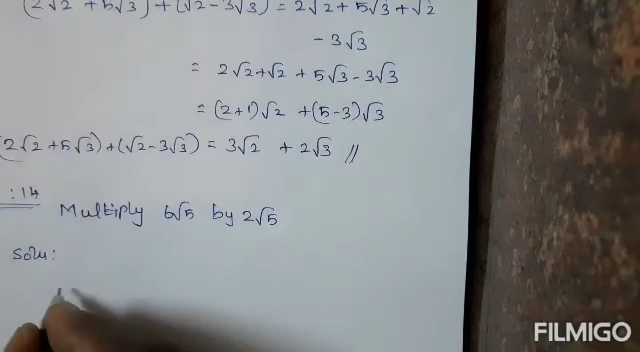 (2√2 + 5√3) + (√2 - 3√3) = 2√2 + 5√3 + √2
- 3√3
= 2√2 + √2 + 5√3 - 3√3
= (2+1)√2 + (5-3)√3
(2√2 + 5√3) + (√2 - 3√3) = 3√2 + 2√3 //
: 14 Multiply 6√5 by 2√5
Soln:
FILMIGO